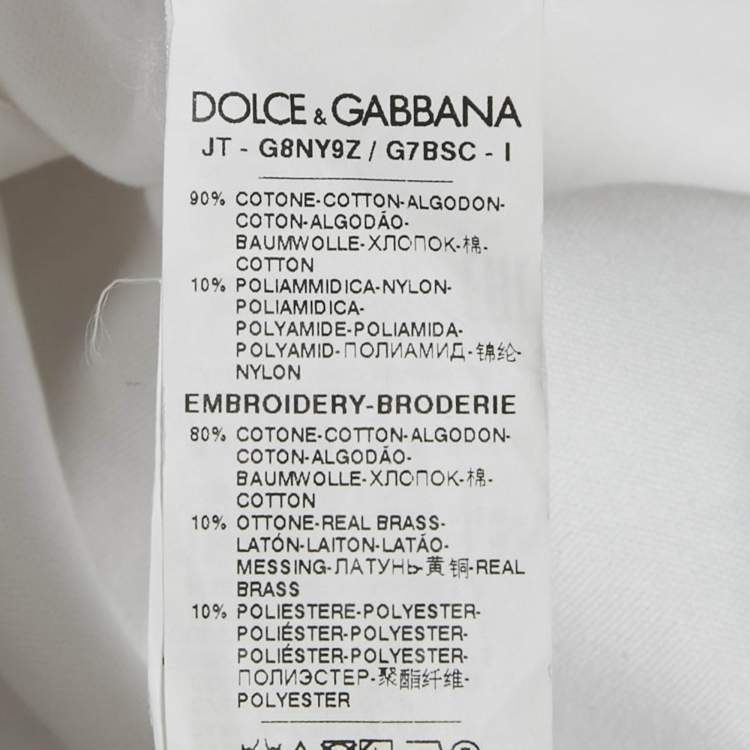 DOLCE & GABBANA
JT - G8NY9Z / G7BSC - I
90% COTONE-COTTON-ALGODON-
COTON-ALGODÃO-
BAUMWOLLE-ХЛОПОК-棉-
COTTON
10% POLIAMMIDICA-NYLON-
POLIAMIDICA-
POLYAMIDE-POLIAMIDA-
POLYAMID-ПОЛИАМИД-锦纶-
NYLON
EMBROIDERY-BRODERIE
80% COTONE-COTTON-ALGODON-
COTON-ALGODÃO-
BAUMWOLLE-ХЛОПОК-棉-
COTTON
10% OTTONE-REAL BRASS-
LATÓN-LAITON-LATÃO-
MESSING-ЛАТУНЬ-黄铜-REAL
BRASS
10% POLIESTERE-POLYESTER-
POLIÉSTER-POLYESTER-
POLIÉSTER-POLYESTER-
ПОЛИЭСТЕР-聚酯纤维-
POLYESTER